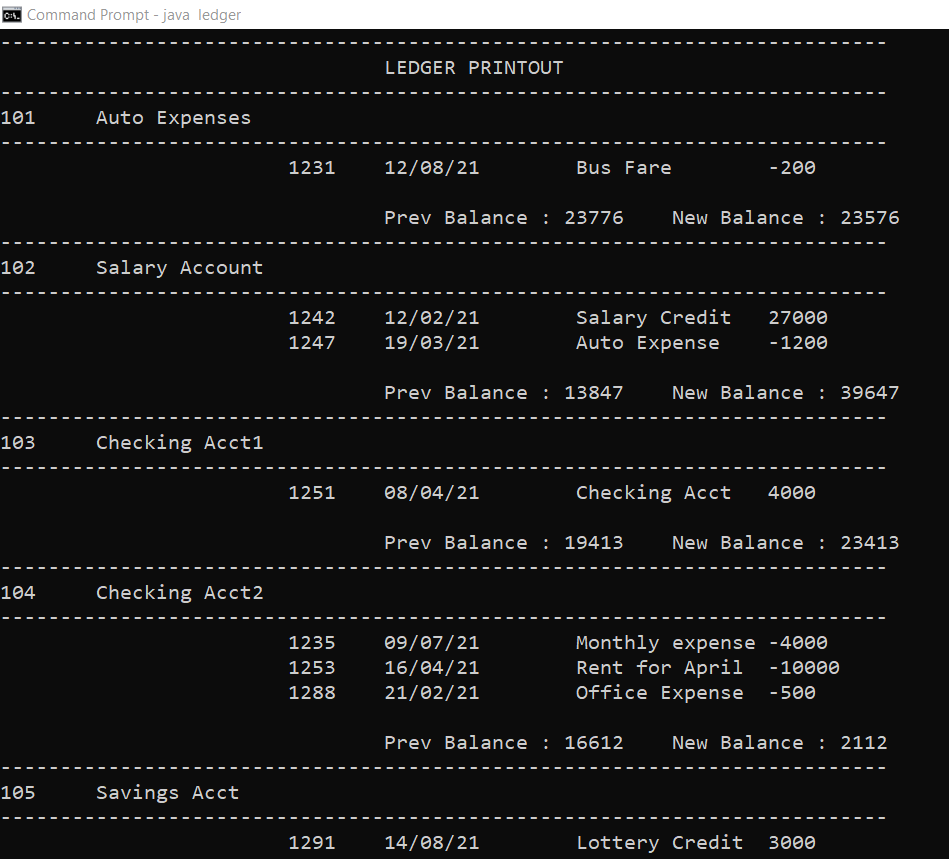 Command Prompt - java  ledger
--------------------------------------------------------------------------
                                LEDGER PRINTOUT
--------------------------------------------------------------------------
101     Auto Expenses
--------------------------------------------------------------------------
                        1231    12/08/21        Bus Fare        -200
                                Prev Balance : 23776    New Balance : 23576
--------------------------------------------------------------------------
102     Salary Account
--------------------------------------------------------------------------
                        1242    12/02/21        Salary Credit   27000
                        1247    19/03/21        Auto Expense    -1200
                                Prev Balance : 13847    New Balance : 39647
--------------------------------------------------------------------------
103     Checking Acct1
--------------------------------------------------------------------------
                        1251    08/04/21        Checking Acct   4000
                                Prev Balance : 19413    New Balance : 23413
--------------------------------------------------------------------------
104     Checking Acct2
--------------------------------------------------------------------------
                        1235    09/07/21        Monthly expense -4000
                        1253    16/04/21        Rent for April  -10000
                        1288    21/02/21        Office Expense  -500
                                Prev Balance : 16612    New Balance : 2112
--------------------------------------------------------------------------
105     Savings Acct
--------------------------------------------------------------------------
                        1291    14/08/21        Lottery Credit  3000